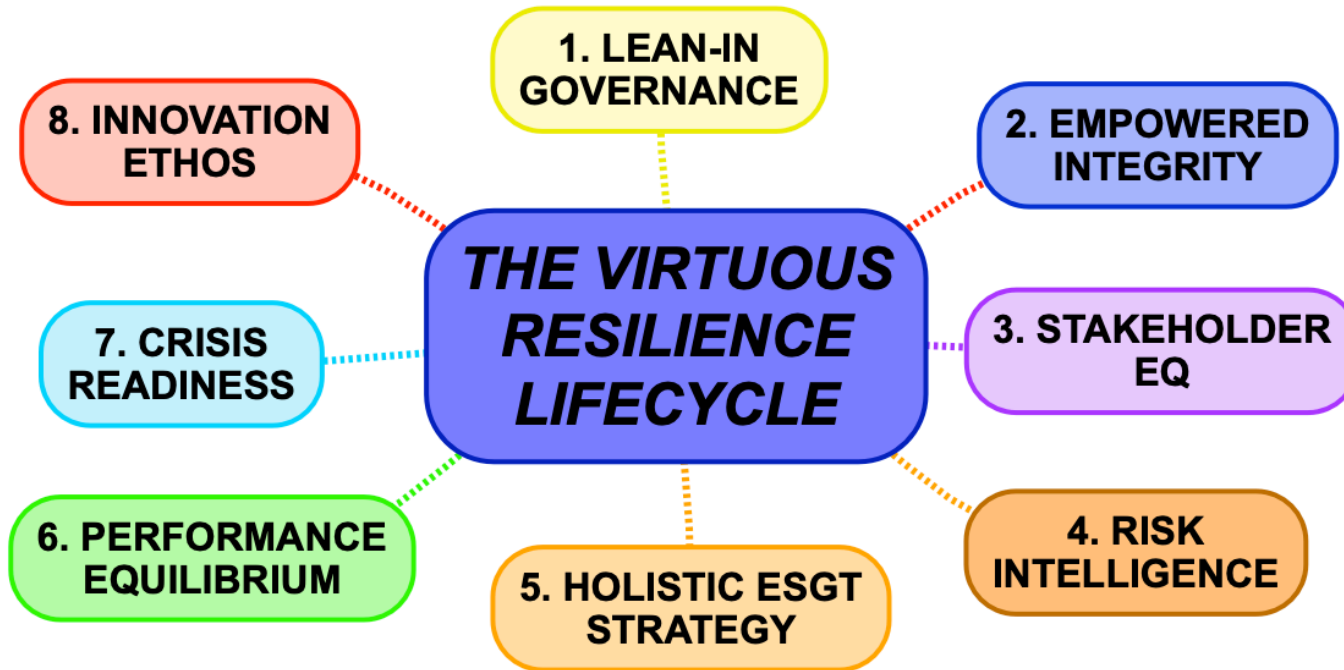 1. LEAN-IN
GOVERNANCE
2. EMPOWERED
INTEGRITY
3. STAKEHOLDER
EQ
4. RISK
INTELLIGENCE
5. HOLISTIC ESGT
STRATEGY
6. PERFORMANCE
EQUILIBRIUM
7. CRISIS
READINESS
8. INNOVATION
ETHOS
THE VIRTUOUS
RESILIENCE
LIFECYCLE